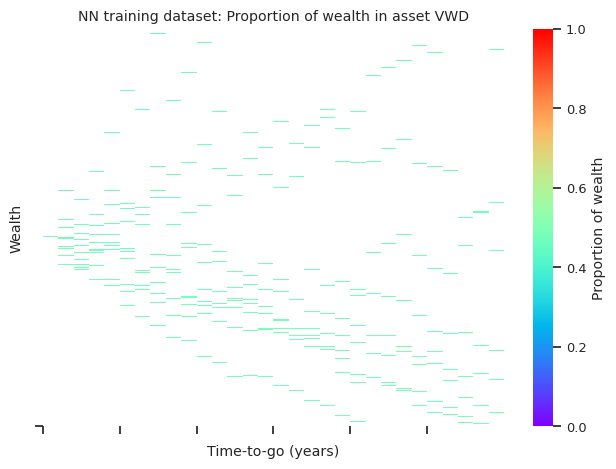 NN training dataset: Proportion of wealth in asset VWD
1.0
0.8
0.6
0.4
0.2
0.0
Proportion of wealth
Wealth
Time-to-go (years)